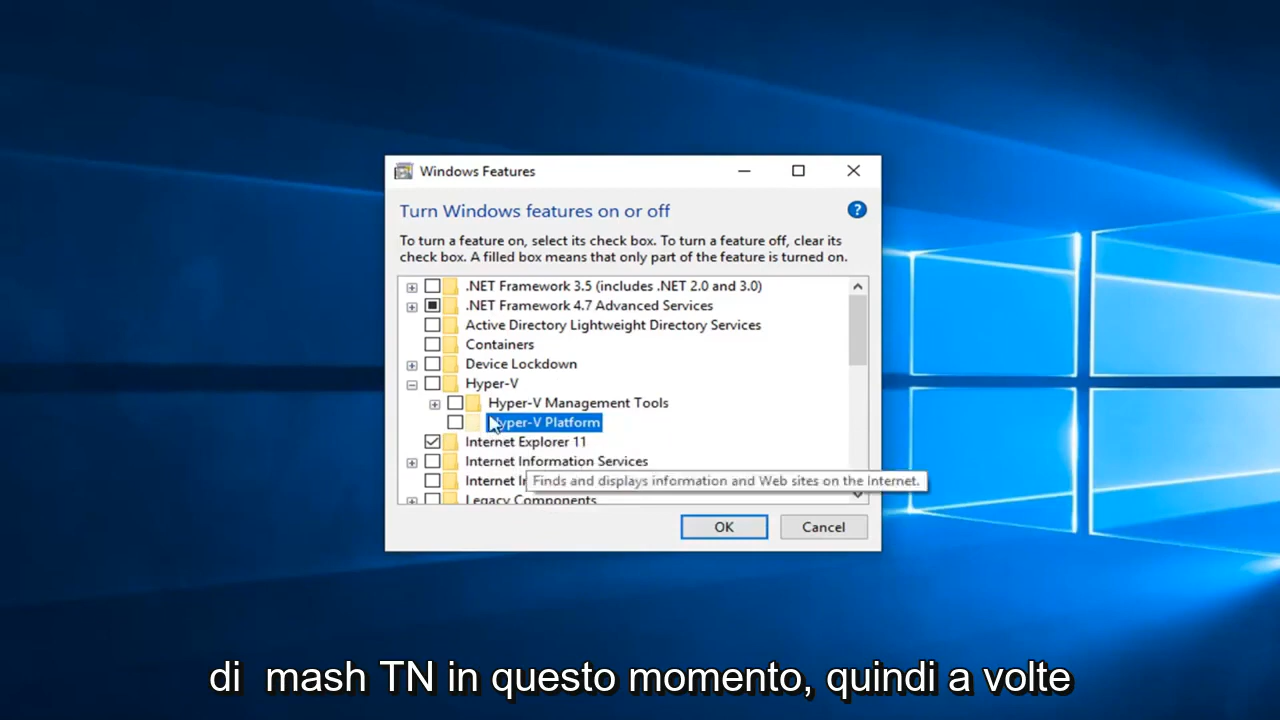 Windows Features
Turn Windows features on or off
To turn a feature on, select its check box. To turn a feature off, clear its
check box. A filled box means that only part of the feature is turned on.
.NET Framework 3.5 (includes .NET 2.0 and 3.0)
.NET Framework 4.7 Advanced Services
Active Directory Lightweight Directory Services
Containers
Device Lockdown
Hyper-V
Hyper-V Management Tools
Hyper-V Platform
Internet Explorer 11
Internet Information Services
Internet
Finds and displays information and Web sites on the Internet.
Legacy Components
OK Cancel
di mash TN in questo momento, quindi a volte